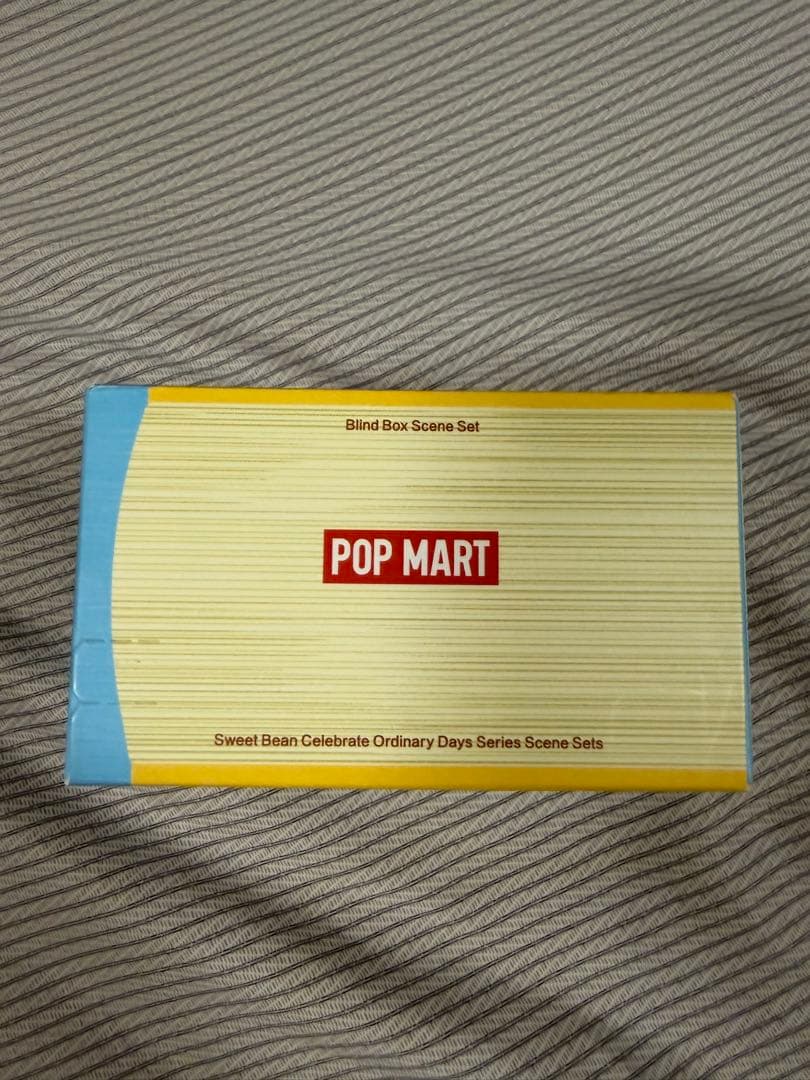 Blind Box Scene Set
POP MART
Sweet Bean Celebrate Ordinary Days Series Scene Sets